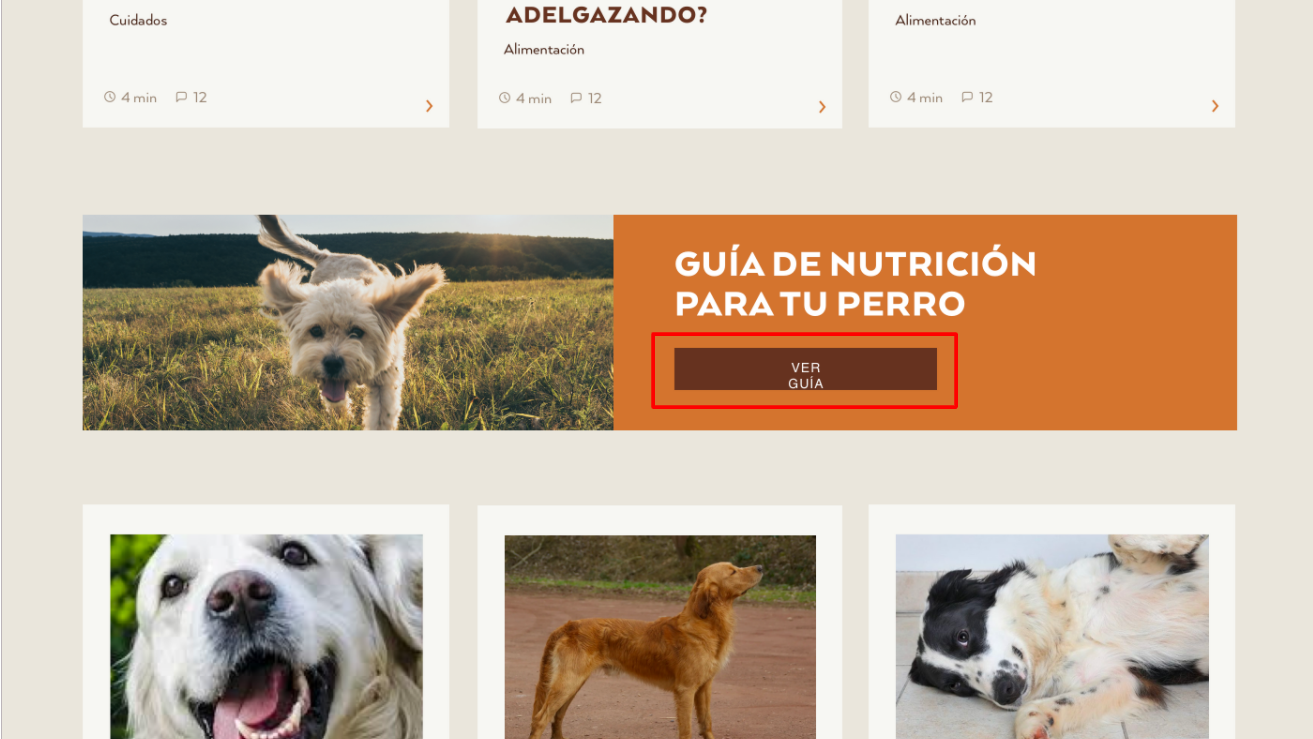 Cuidados
ADELGAZANDO?
Alimentación
Alimentación
4 min 12
4 min 12
4 min 12
GUÍA DE NUTRICIÓN
PARA TU PERRO
VER
GUÍA